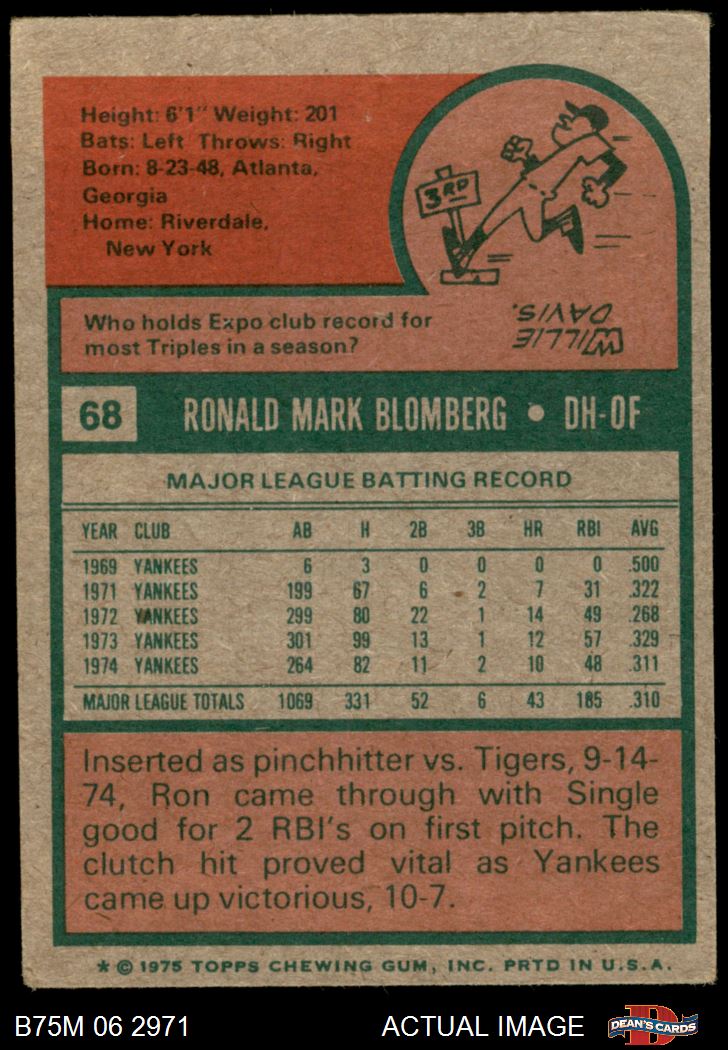 Height: 6'1" Weight: 201
Bats: Left Throws: Right
Born: 8-23-48, Atlanta,
Georgia
Home: Riverdale,
New York
3RD
Who holds Expo club record for
most Triples in a season?
WILLIE
DAVIS.
68 RONALD MARK BLOMBERG • DH-OF
MAJOR LEAGUE BATTING RECORD
YEAR CLUB AB H 2B 3B HR RBI AVG
1969 YANKEES 6 3 0 0 0 0 .500
1971 YANKEES 199 67 6 2 7 31 .322
1972 YANKEES 299 80 22 1 14 49 .268
1973 YANKEES 301 99 13 1 12 57 .329
1974 YANKEES 264 82 11 2 10 48 .311
MAJOR LEAGUE TOTALS 1069 331 52 6 43 185 .310
Inserted as pinchhitter vs. Tigers, 9-14-
74, Ron came through with Single
good for 2 RBI's on first pitch. The
clutch hit proved vital as Yankees
came up victorious, 10-7.
* © 1975 TOPPS CHEWING GUM, INC. PRTD IN U.S.A.
B75M 06 2971 ACTUAL IMAGE DEAN'S CARDS